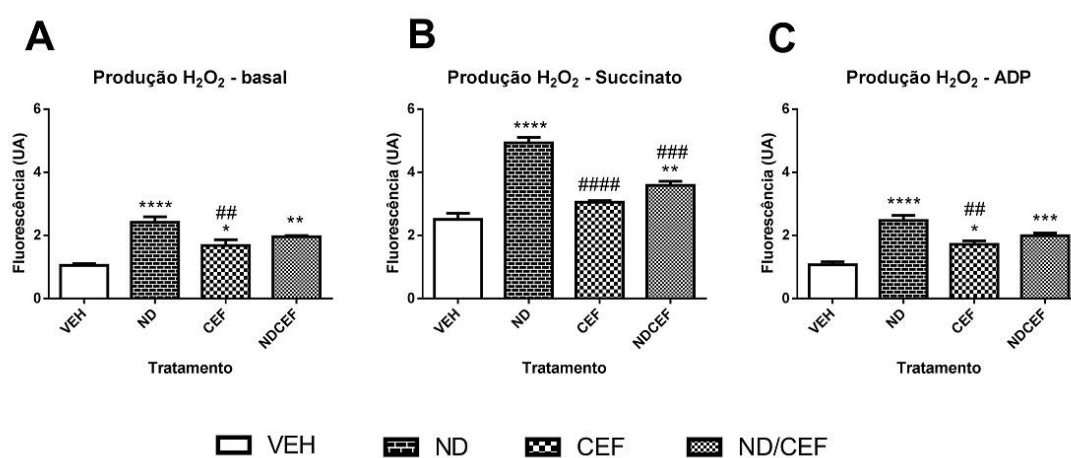 A
Produção H₂O₂ - basal
Fluorescência (UA)
6
4
2
0
****
##
*
**
VEH
ND
CEF
NDCEF
Tratamento
B
Produção H₂O₂ - Succinato
Fluorescência (UA)
6
4
2
0
****
####
###
**
VEH
ND
CEF
NDCEF
Tratamento
C
Produção H₂O₂ - ADP
Fluorescência (UA)
6
4
2
0
****
##
*
***
VEH
ND
CEF
NDCEF
Tratamento
VEH ND CEF ND/CEF